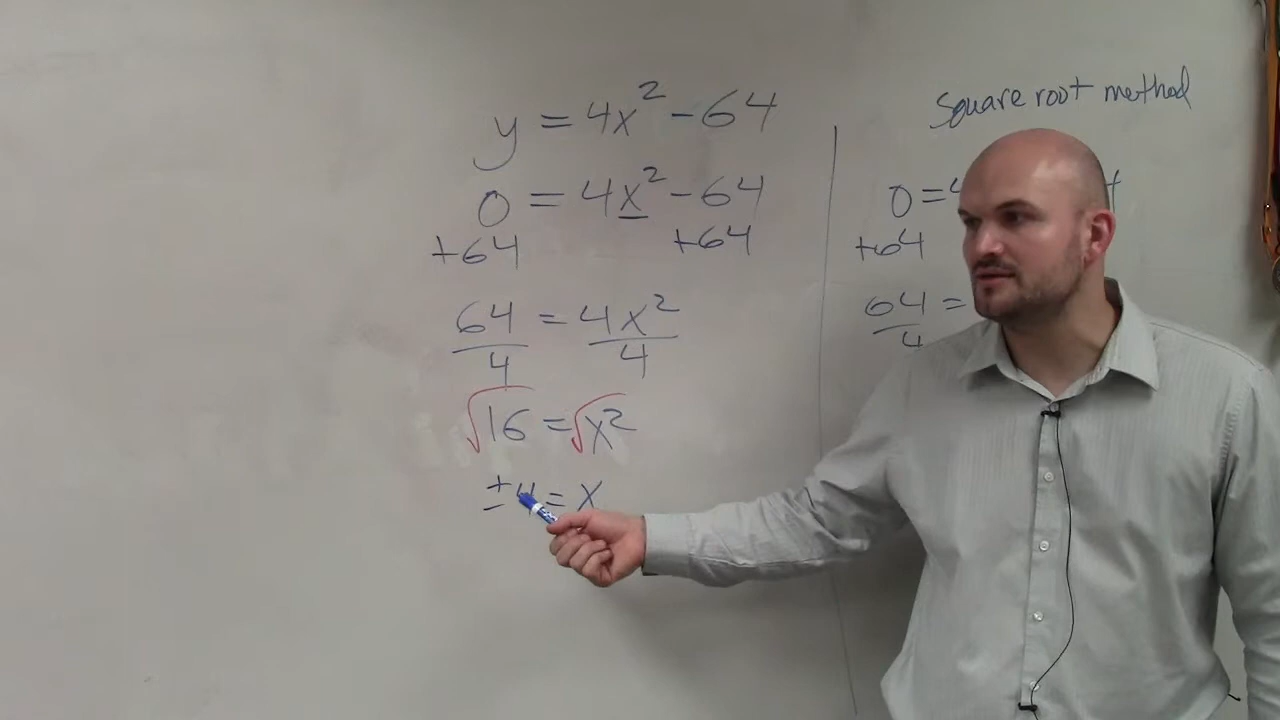 y = 4x² - 64
0 = 4x² - 64
+64 +64
64/4 = 4x²/4
√16 = √x²
± 4 = x
Square root method
0 = 4
+64
64/4 =